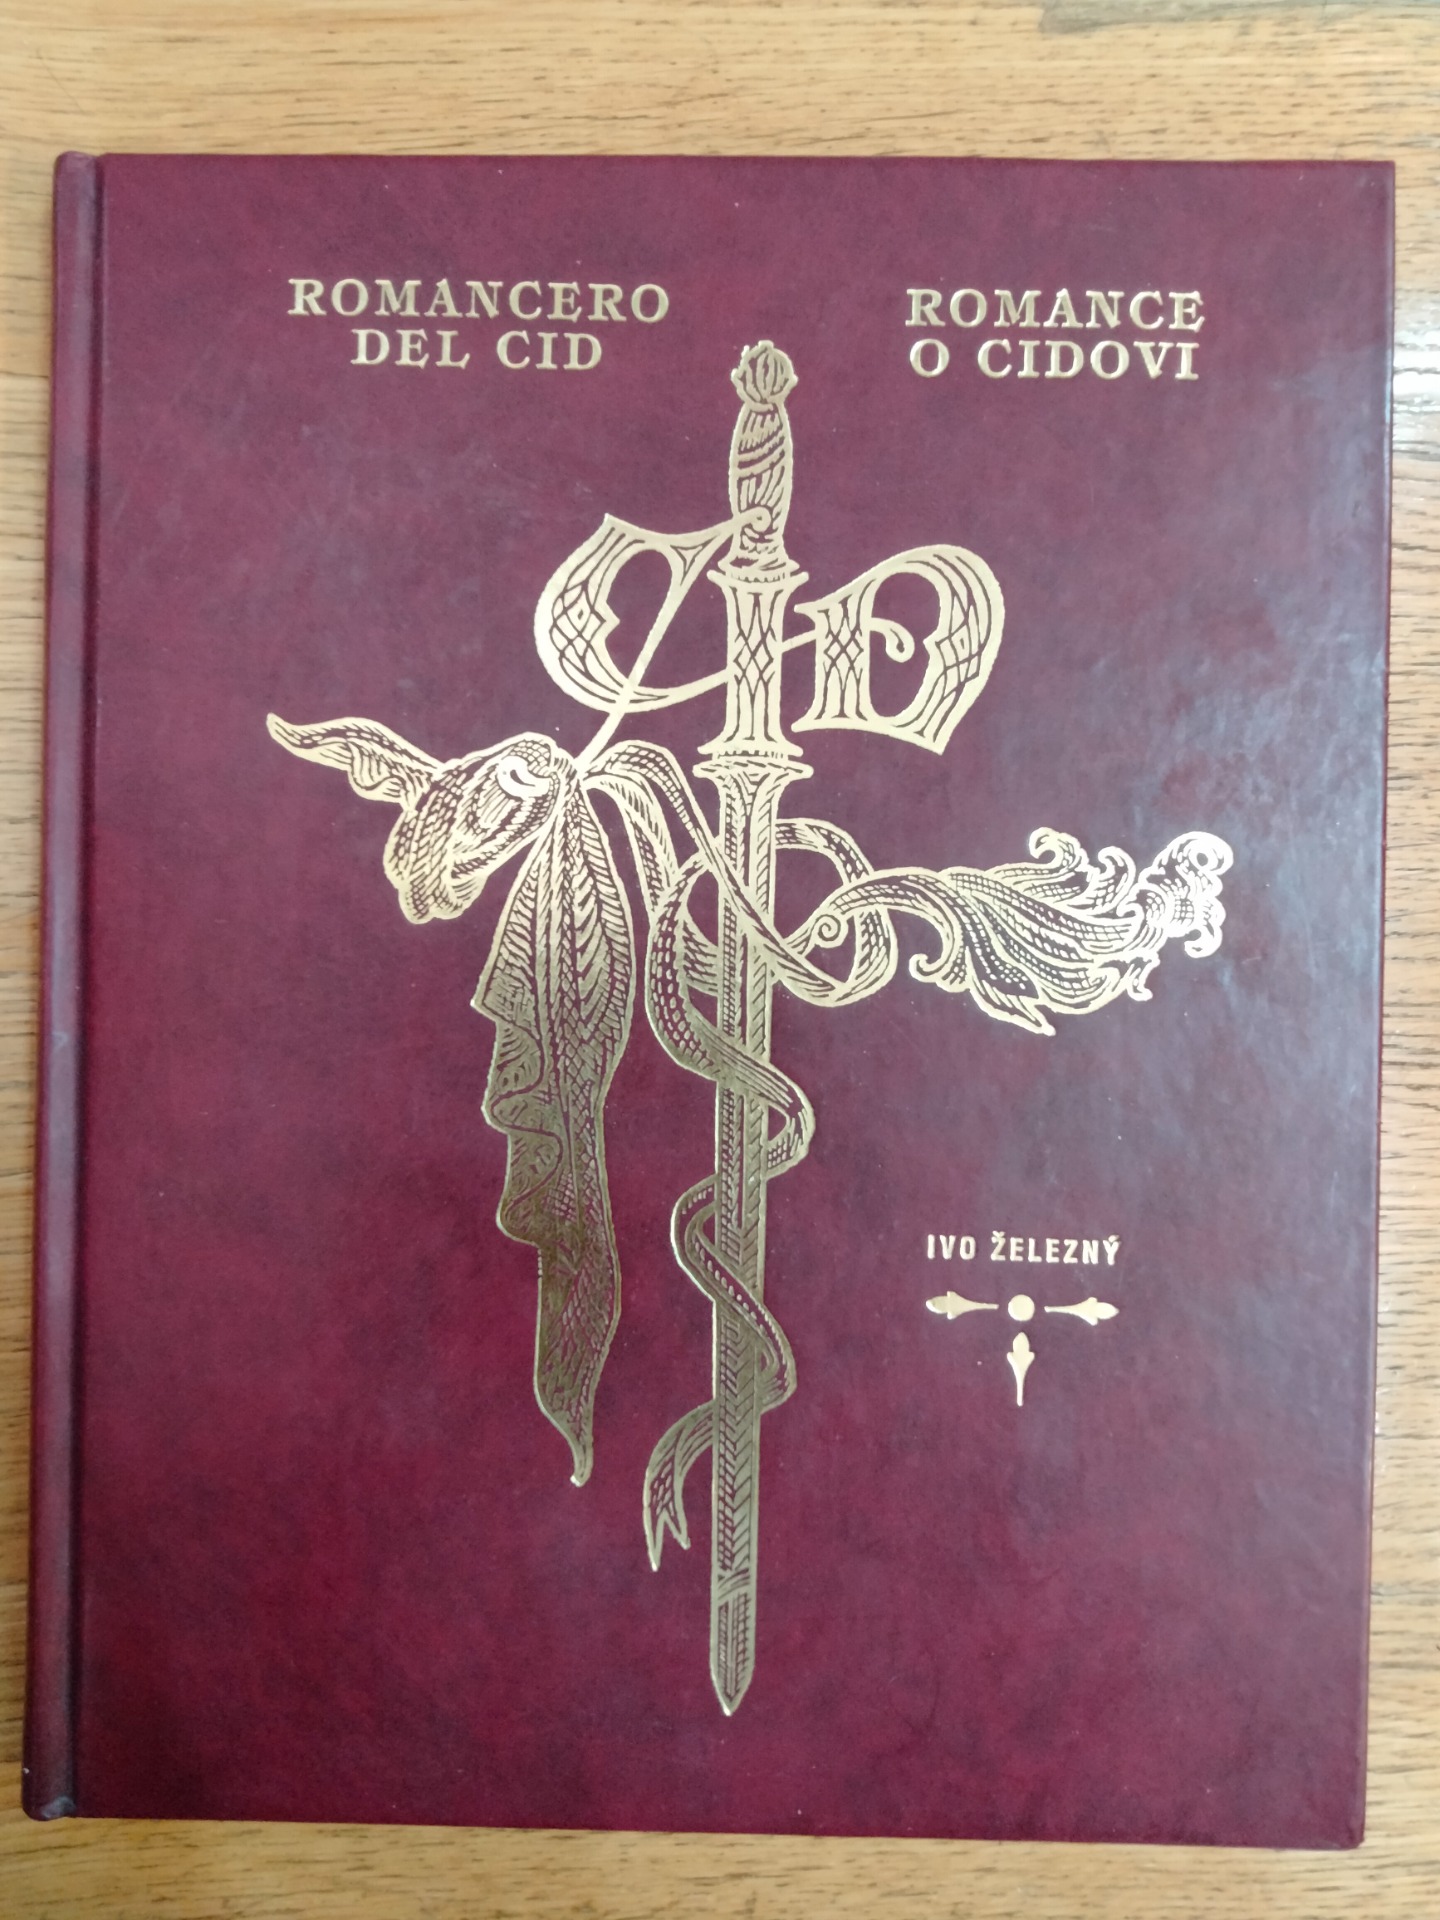 ROMANCERO
DEL CID
ROMANCE
O CIDOVI
CID
IVO ŽELEZNÝ